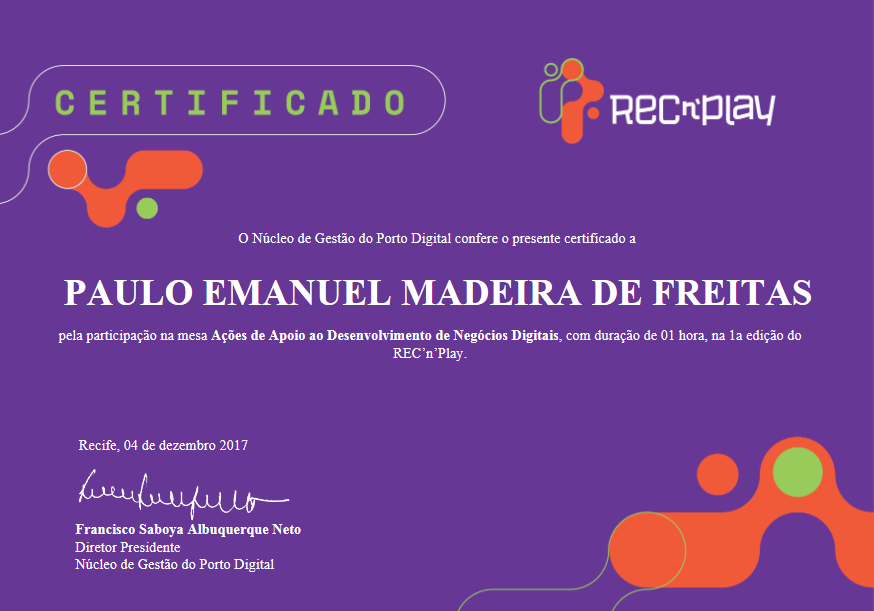 CERTIFICADO
RECn'Play
O Núcleo de Gestão do Porto Digital confere o presente certificado a
PAULO EMANUEL MADEIRA DE FREITAS
pela participação na mesa Ações de Apoio ao Desenvolvimento de Negócios Digitais, com duração de 01 hora, na 1a edição do
REC’n’Play.
Recife, 04 de dezembro 2017
Francisco Saboya Albuquerque Neto
Diretor Presidente
Núcleo de Gestão do Porto Digital